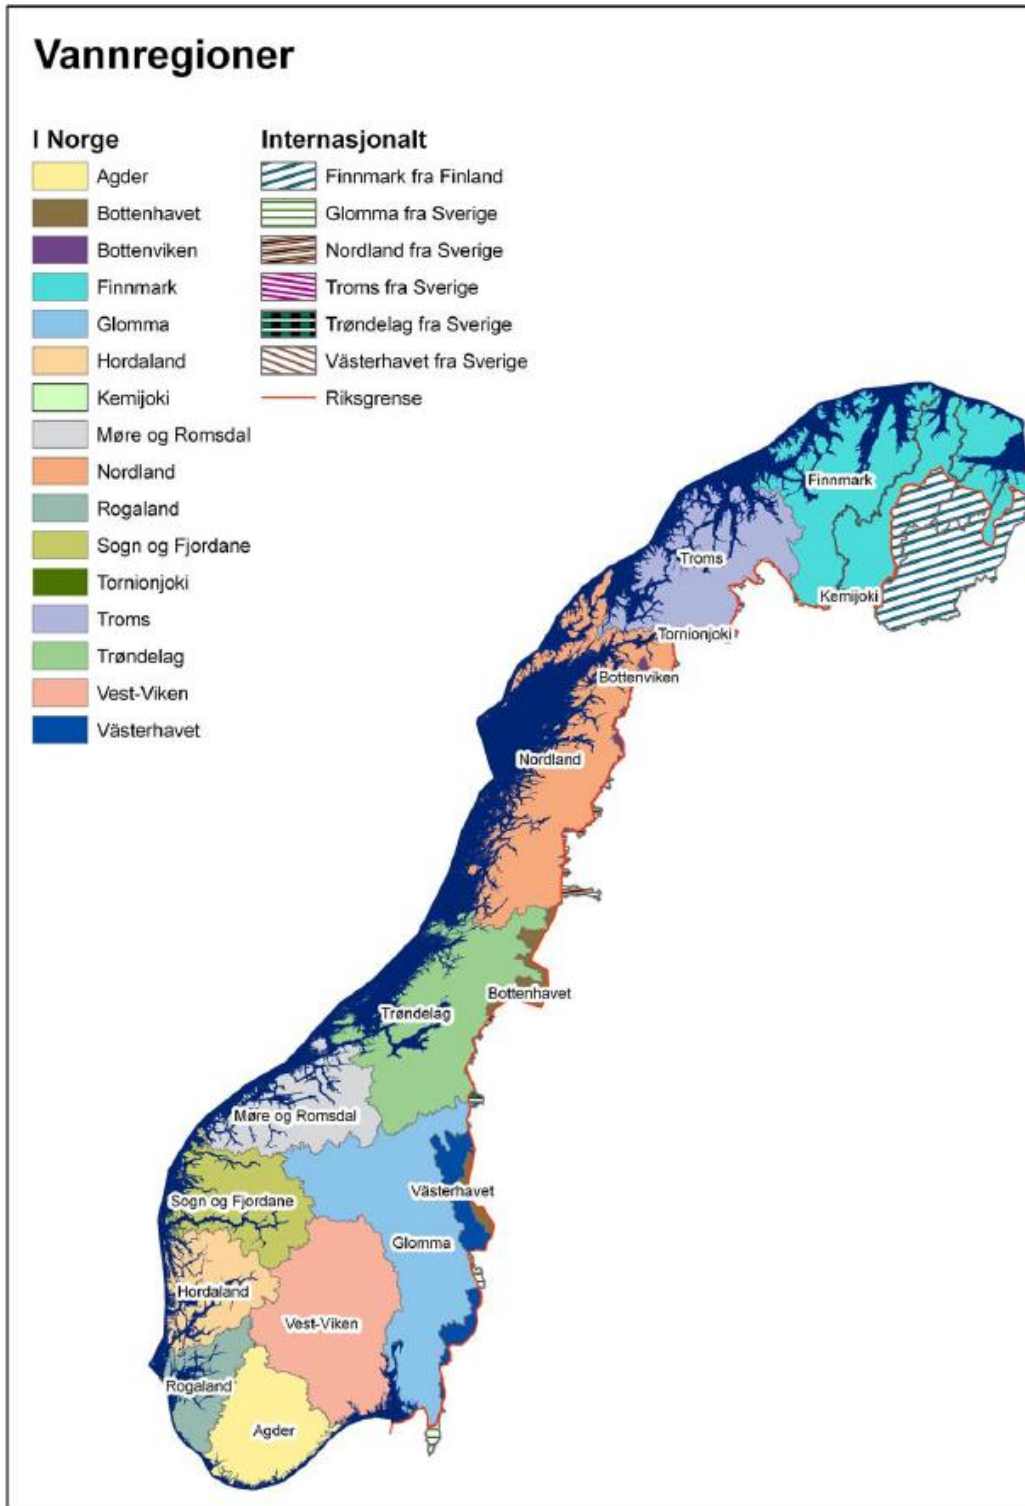 Vannregioner
I Norge
Agder
Bottenhavet
Bottenviken
Finnmark
Glomma
Hordaland
Kemijoki
Møre og Romsdal
Nordland
Rogaland
Sogn og Fjordane
Tornionjoki
Troms
Trøndelag
Vest-Viken
Västerhavet
Internasjonalt
Finnmark fra Finland
Glomma fra Sverige
Nordland fra Sverige
Troms fra Sverige
Trøndelag fra Sverige
Västerhavet fra Sverige
Riksgrense
Finnmark
Troms
Kemijoki
Tornionjoki
Bottenviken
Nordland
Bottenhavet
Trøndelag
Møre og Romsdal
Västerhavet
Sogn og Fjordane
Glomma
Hordaland
Vest-Viken
Rogaland
Agder